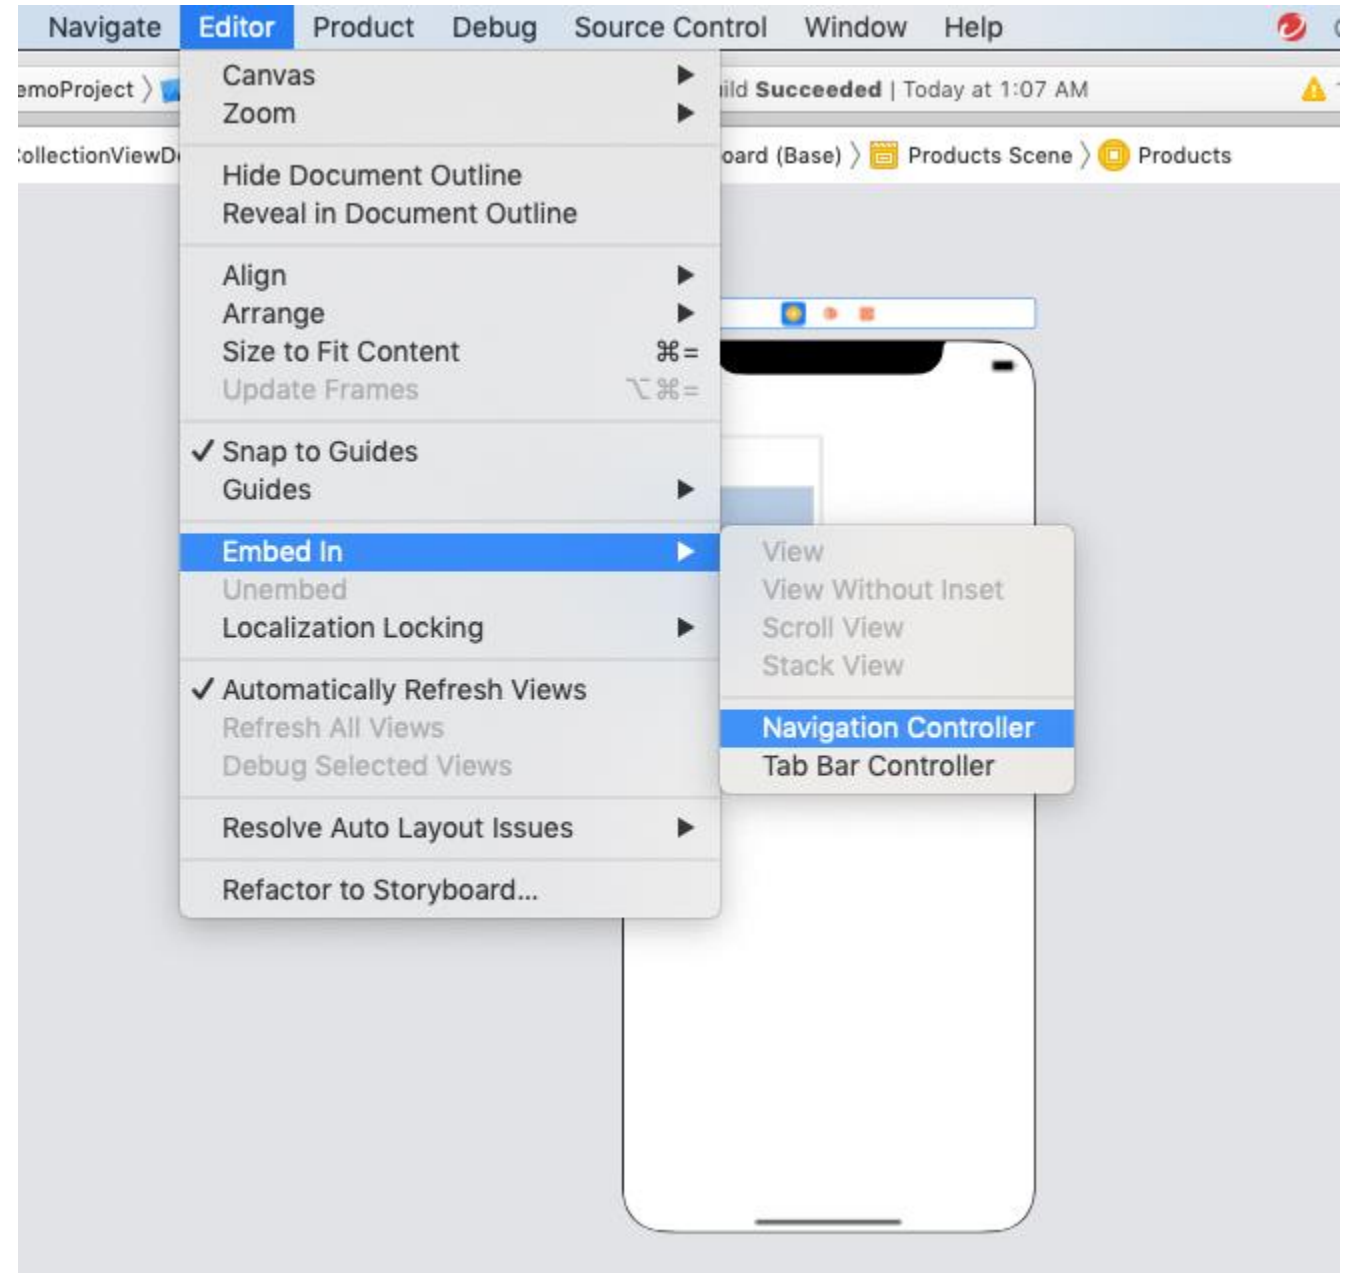 Navigate Editor Product Debug Source Control Window Help
emoProject
ild Succeeded | Today at 1:07 AM
ollectionViewD
oard (Base) 〉 Products Scene 〉 Products
Canvas ▶
Zoom ▶
Hide Document Outline
Reveal in Document Outline
Align ▶
Arrange ▶
Size to Fit Content ⌘=
Update Frames ⌥⌘=
✓ Snap to Guides
Guides ▶
Embed In ▶
Unembed
Localization Locking ▶
✓ Automatically Refresh Views
Refresh All Views
Debug Selected Views
Resolve Auto Layout Issues ▶
Refactor to Storyboard...
View
View Without Inset
Scroll View
Stack View
Navigation Controller
Tab Bar Controller